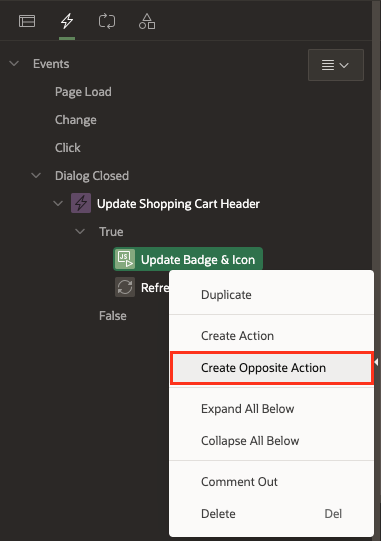 Events
Page Load
Change
Click
Dialog Closed
Update Shopping Cart Header
True
JS
Update Badge & Icon
Refre
False
Duplicate
Create Action
Create Opposite Action
Expand All Below
Collapse All Below
Comment Out
Delete Del